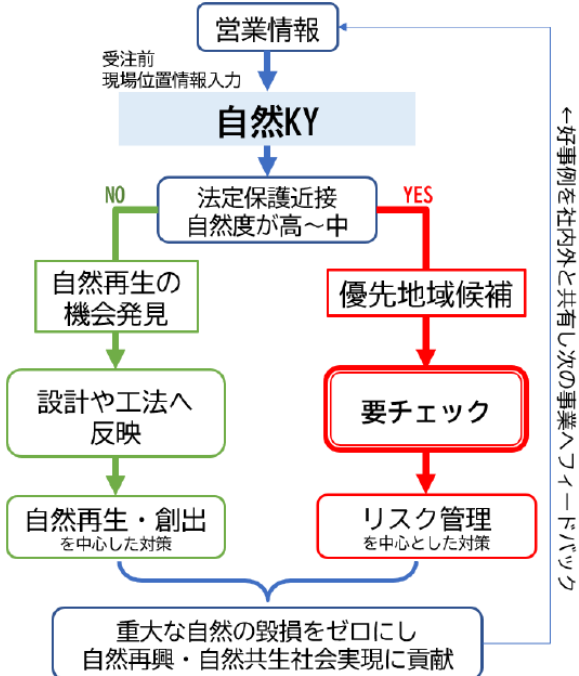 営業情報
受注前
現場位置情報入力
自然KY
法定保護近接
自然度が高～中
NO
YES
自然再生の
機会発見
優先地域候補
設計や工法へ
反映
要チェック
自然再生・創出
を中心した対策
リスク管理
を中心とした対策
重大な自然の毀損をゼロにし
自然再興・自然共生社会実現に貢献
←好事例を社内外と共有し次の事業へフィードバック